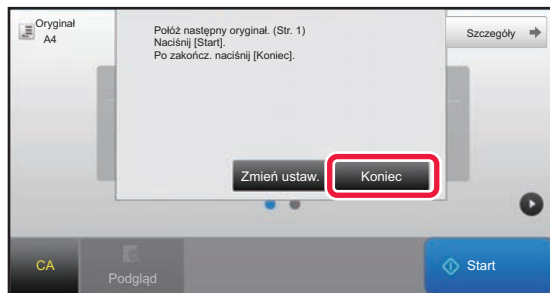 Oryginał
A4
Połóż następny oryginał. (Str. 1)
Naciśnij [Start].
Po zakończ. naciśnij [Koniec].
Szczegóły
Zmień ustaw.
Koniec
CA
Podgląd
Start